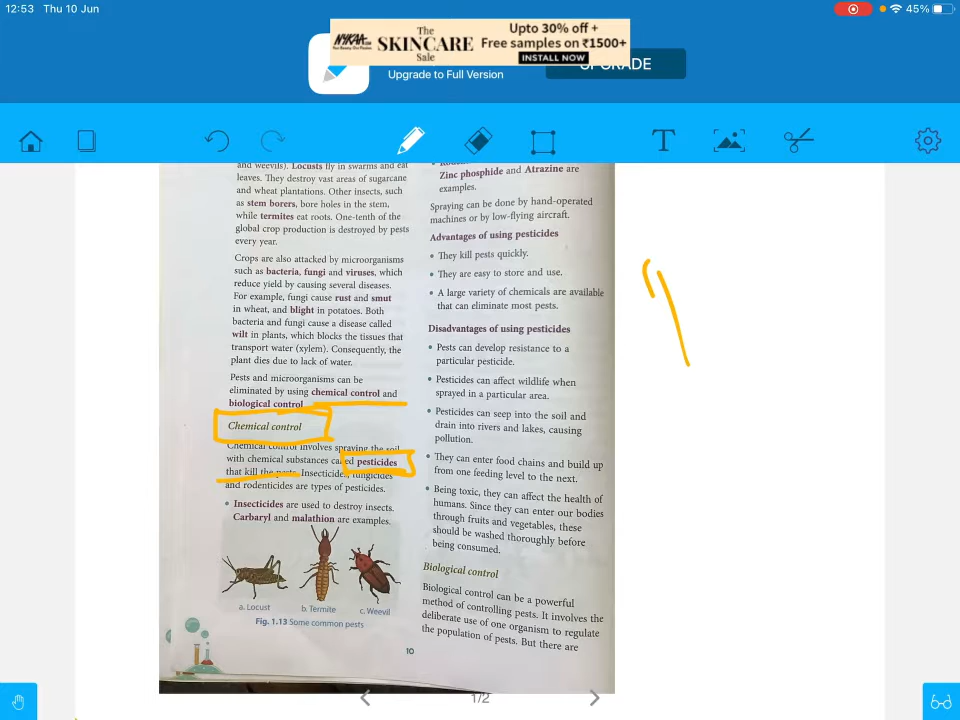 12:53 Thu 10 Jun
45%
NYKAA.COM
The
SKINCARE
Sale
Upto 30% off +
Free samples on ₹1500+
INSTALL NOW
Upgrade to Full Version
T
and weevils). Locusts fly in swarms and eat
leaves. They destroy vast areas of sugarcane
and wheat plantations. Other insects, such
as stem borers, bore holes in the stem,
while termites eat roots. One-tenth of the
global crop production is destroyed by pests
every year.
Crops are also attacked by microorganisms
such as bacteria, fungi and viruses, which
reduce yield by causing several diseases.
For example, fungi cause rust and smut
in wheat, and blight in potatoes. Both
bacteria and fungi cause a disease called
wilt in plants, which blocks the tissues that
transport water (xylem). Consequently, the
plant dies due to lack of water.
Pests and microorganisms can be
eliminated by using chemical control and
biological control
Chemical control
Chemical control involves spraying the soil
with chemical substances called pesticides
that kill the pests. Insecticides, fungicides
and rodenticides are types of pesticides.
• Insecticides are used to destroy insects.
Carbaryl and malathion are examples.
a. Locust b. Termite c. Weevil
Fig. 1.13 Some common pests
Zinc phosphide and Atrazine are
examples.
Spraying can be done by hand-operated
machines or by low-flying aircraft.
Advantages of using pesticides
• They kill pests quickly.
• They are easy to store and use.
• A large variety of chemicals are available
that can eliminate most pests.
Disadvantages of using pesticides
• Pests can develop resistance to a
particular pesticide.
• Pesticides can affect wildlife when
sprayed in a particular area.
• Pesticides can seep into the soil and
drain into rivers and lakes, causing
pollution.
• They can enter food chains and build up
from one feeding level to the next.
• Being toxic, they can affect the health of
humans. Since they can enter our bodies
through fruits and vegetables, these
should be washed thoroughly before
being consumed.
Biological control
Biological control can be a powerful
method of controlling pests. It involves the
deliberate use of one organism to regulate
the population of pests. But there are
10
1/2